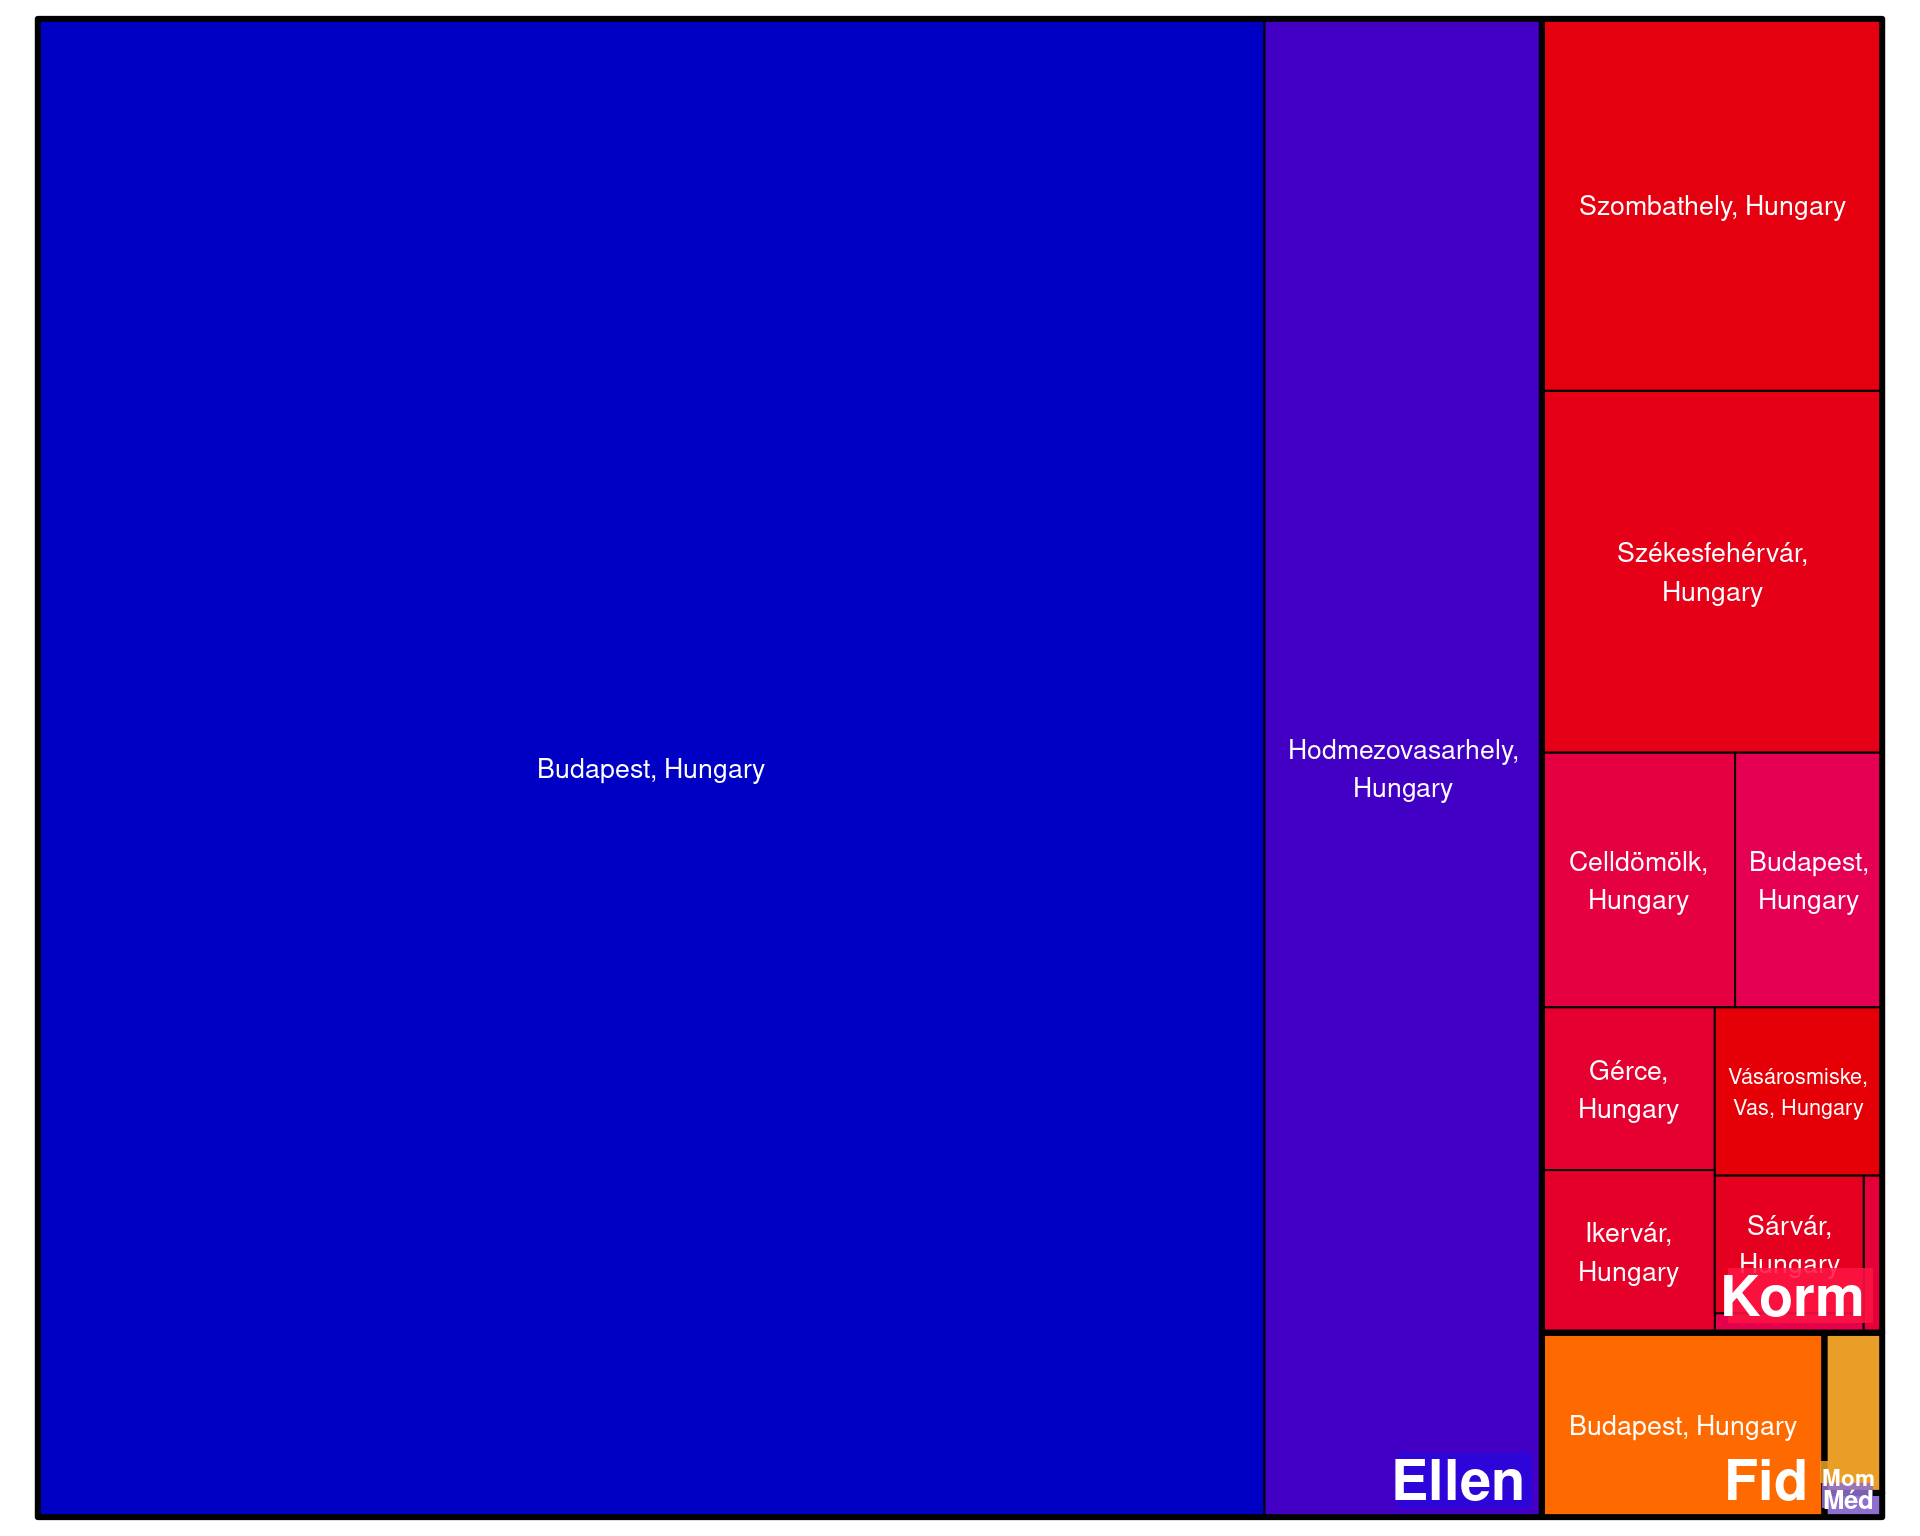 Szombathely, Hungary
Székesfehérvár,
Hungary
Budapest, Hungary
Hodmezovasarhely,
Hungary
Celldömölk,
Hungary
Budapest,
Hungary
Gérce,
Hungary
Vásárosmiske,
Vas, Hungary
Ikervár,
Hungary
Sárvár,
Hungary
Korm
Budapest, Hungary
Ellen
Fid
Mom
Méd